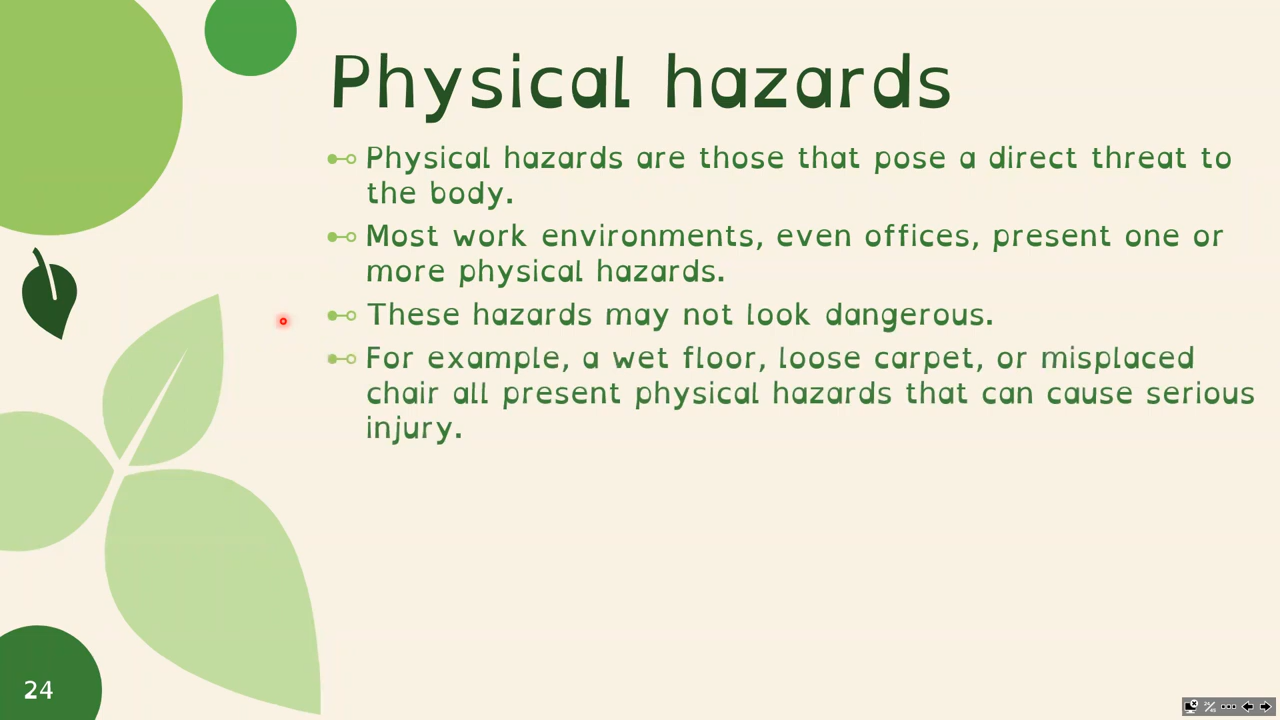 Physical hazards
Physical hazards are those that pose a direct threat to
the body.
Most work environments, even offices, present one or
more physical hazards.
These hazards may not look dangerous.
For example, a wet floor, loose carpet, or misplaced
chair all present physical hazards that can cause serious
injury.
24